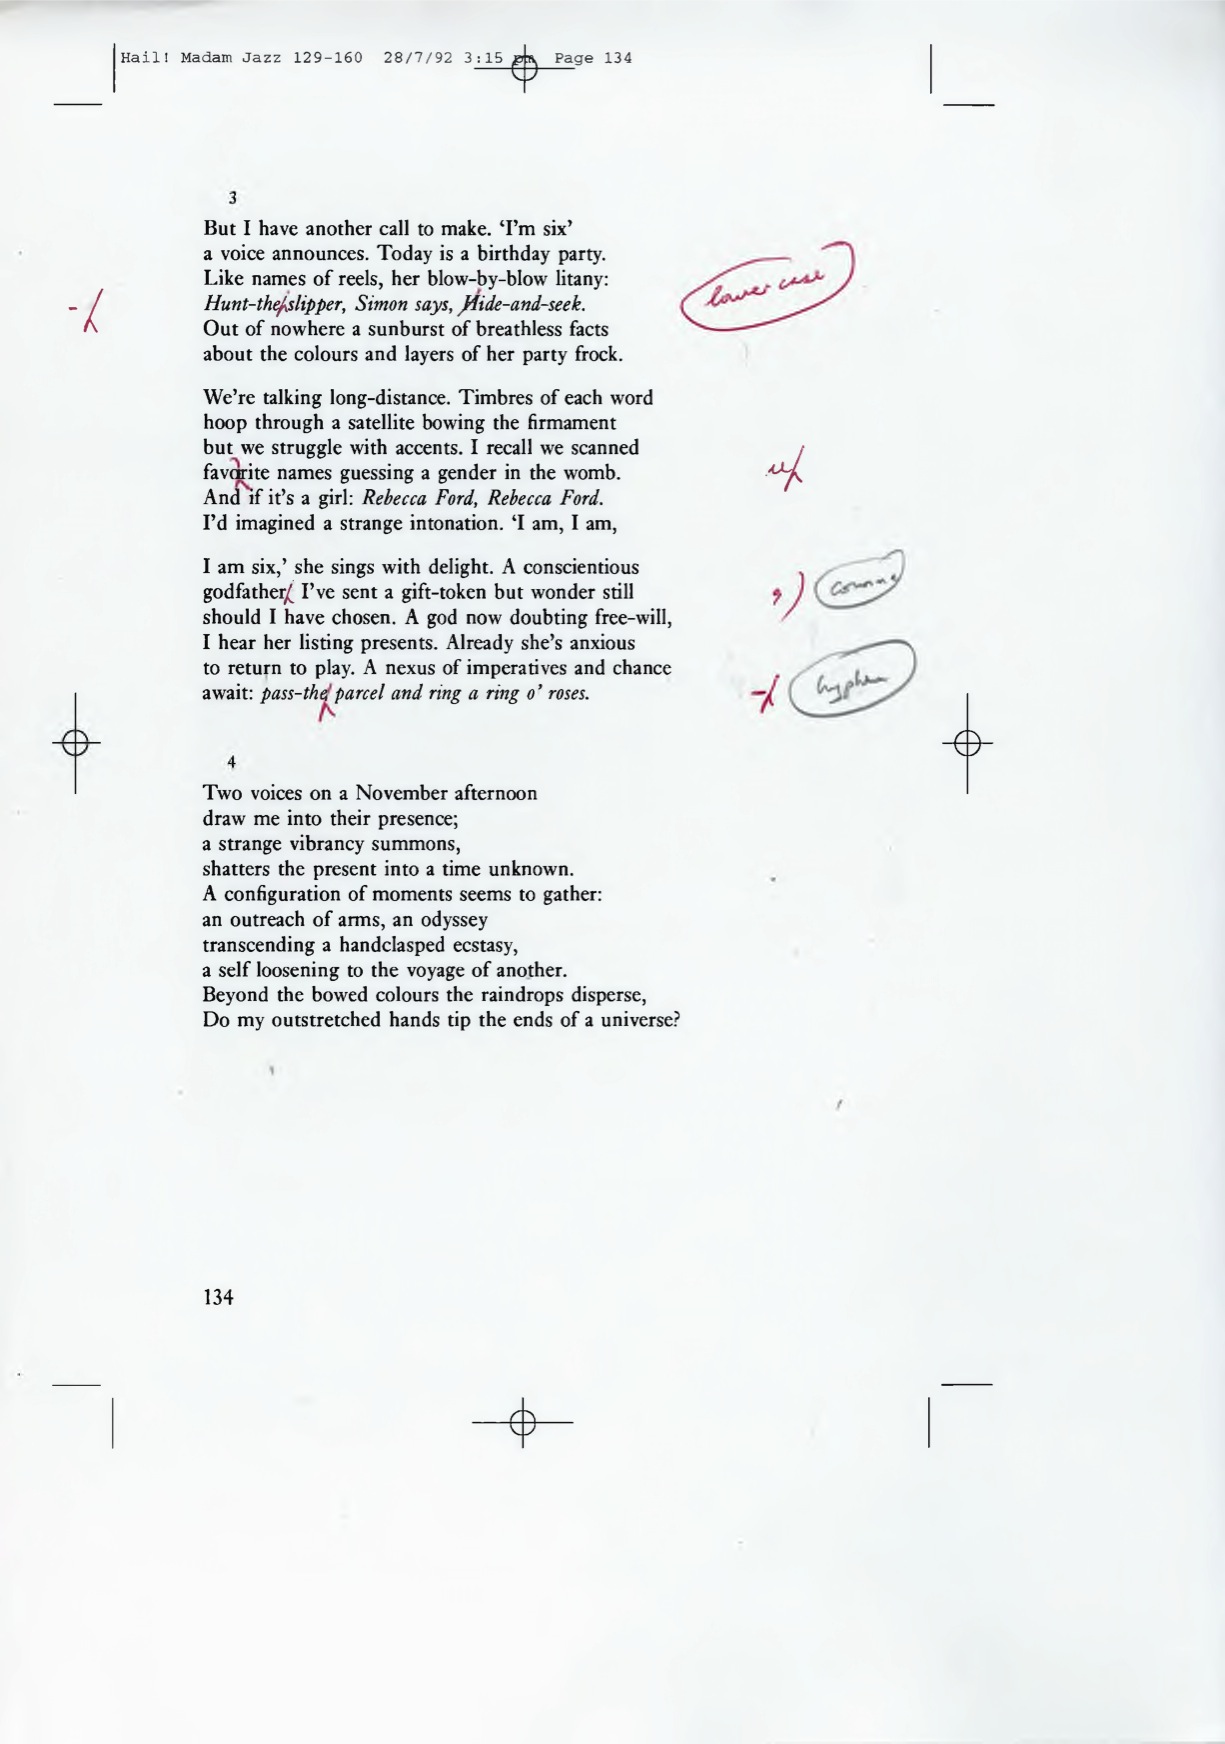 Hail! Madam Jazz 129-160 28/7/92 3:15 pm Page 134
3
But I have another call to make. ‘I’m six’
a voice announces. Today is a birthday party.
Like names of reels, her blow-by-blow litany:
Hunt-the slipper, Simon says, Hide-and-seek.
lower case
-
Out of nowhere a sunburst of breathless facts
about the colours and layers of her party frock.
We’re talking long-distance. Timbres of each word
hoop through a satellite bowing the firmament
but we struggle with accents. I recall we scanned
favorite names guessing a gender in the womb.
u
And if it’s a girl: Rebecca Ford, Rebecca Ford.
I’d imagined a strange intonation. ‘I am, I am,
I am six,’ she sings with delight. A conscientious
godfather I’ve sent a gift-token but wonder still
, comma
should I have chosen. A god now doubting free-will,
I hear her listing presents. Already she’s anxious
to return to play. A nexus of imperatives and chance
await: pass-the parcel and ring a ring o’ roses.
- hyphen
4
Two voices on a November afternoon
draw me into their presence;
a strange vibrancy summons,
shatters the present into a time unknown.
A configuration of moments seems to gather:
an outreach of arms, an odyssey
transcending a handclasped ecstasy,
a self loosening to the voyage of another.
Beyond the bowed colours the raindrops disperse,
Do my outstretched hands tip the ends of a universe?
134